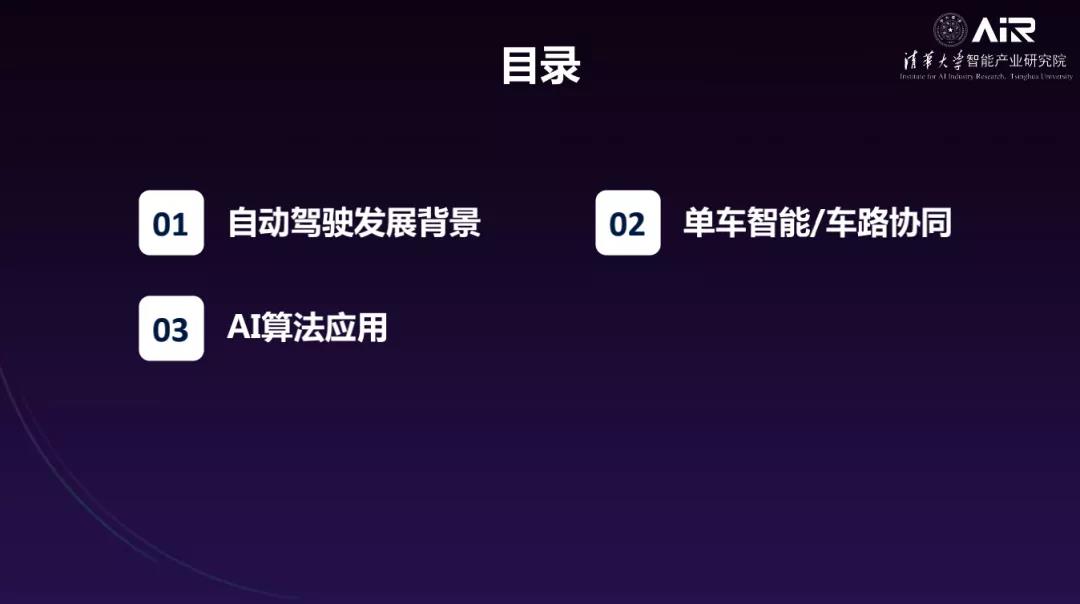 目录
AIR
清华大学智能产业研究院
Institute for AI Industry Research, Tsinghua University
01 自动驾驶发展背景
02 单车智能/车路协同
03 AI算法应用